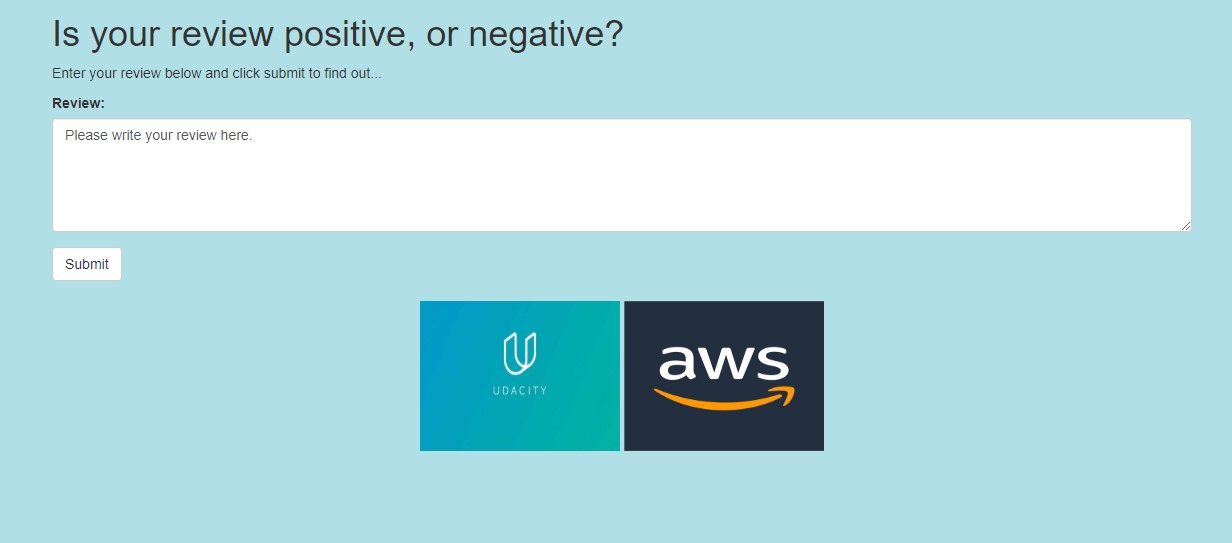 Is your review positive, or negative?
Enter your review below and click submit to find out...
Review:
Please write your review here.
Submit
UDACITY
aws